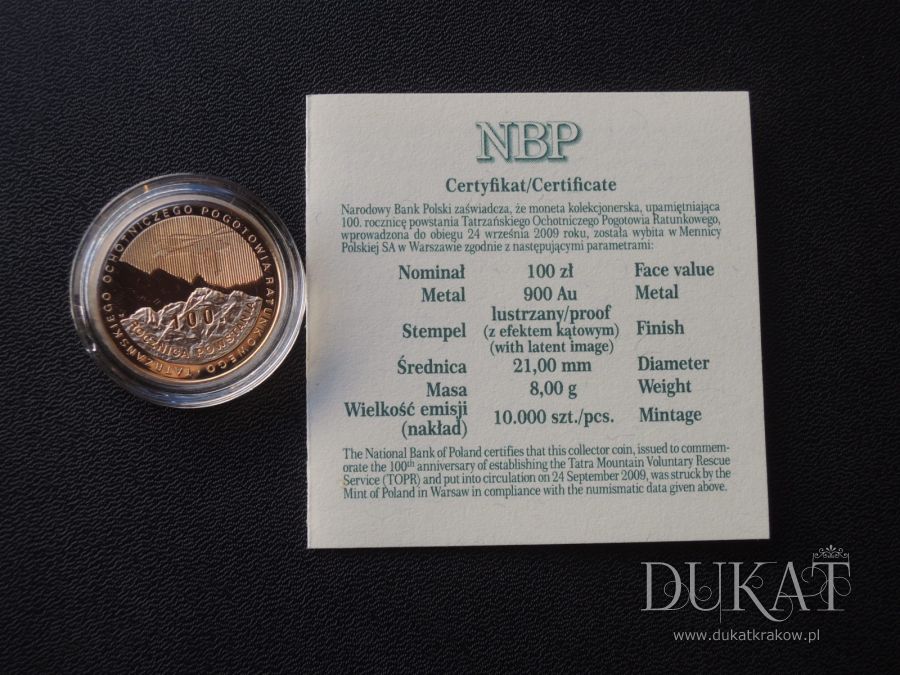 TATRZAŃSKIEGO OCHOTNICZEGO POGOTOWIA RATUNKOWEGO
100
ROCZNICA POWSTANIA
NBP
Certyfikat/Certificate
Narodowy Bank Polski zaświadcza, że moneta kolekcjonerska, upamiętniająca
100. rocznicę powstania Tatrzańskiego Ochotniczego Pogotowia Ratunkowego,
wprowadzona do obiegu 24 września 2009 roku, została wybita w Mennicy
Polskiej SA w Warszawie zgodnie z następującymi parametrami:
Nominał 100 zł Face value
Metal 900 Au Metal
Stempel lustrzany/proof Finish
(z efektem kątowym)
(with latent image)
Średnica 21,00 mm Diameter
Masa 8,00 g Weight
Wielkość emisji
(nakład) 10.000 szt./pcs. Mintage
The National Bank of Poland certifies that this collector coin, issued to commem-
orate the 100th anniversary of establishing the Tatra Mountain Voluntary Rescue
Service (TOPR) and put into circulation on 24 September 2009, was struck by the
Mint of Poland in Warsaw in compliance with the numismatic data given above.
DUKAT
www.dukatkrakow.pl